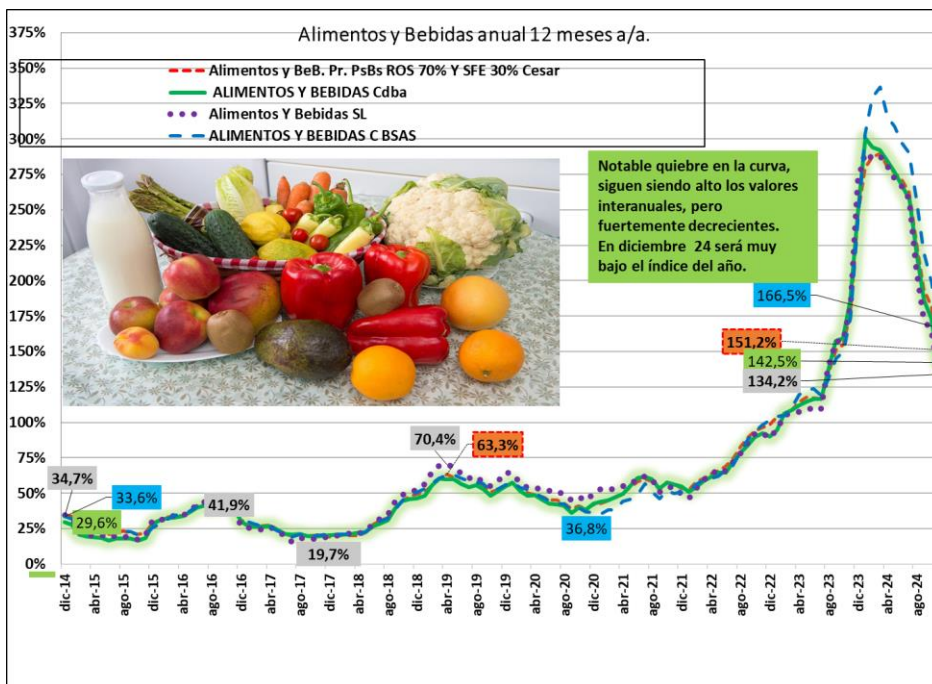 Alimentos y Bebidas anual 12 meses a/a.
375%
350%
325%
300%
275%
250%
225%
200%
175%
150%
125%
100%
75%
50%
25%
0%
Alimentos y BeB. Pr. PsBs ROS 70% Y SFE 30% Cesar
ALIMENTOS Y BEBIDAS Cdba
Alimentos Y Bebidas SL
ALIMENTOS Y BEBIDAS C BSAS
Notable quiebre en la curva,
siguen siendo alto los valores
interanuales, pero
fuertemente decrecientes.
En diciembre 24 será muy
bajo el índice del año.
166,5%
151,2%
142,5%
134,2%
70,4%
63,3%
34,7%
33,6%
29,6%
41,9%
19,7%
36,8%
dic-14
abr-15
ago-15
dic-15
abr-16
ago-16
dic-16
abr-17
ago-17
dic-17
abr-18
ago-18
dic-18
abr-19
ago-19
dic-19
abr-20
ago-20
dic-20
abr-21
ago-21
dic-21
abr-22
ago-22
dic-22
abr-23
ago-23
dic-23
abr-24
ago-24